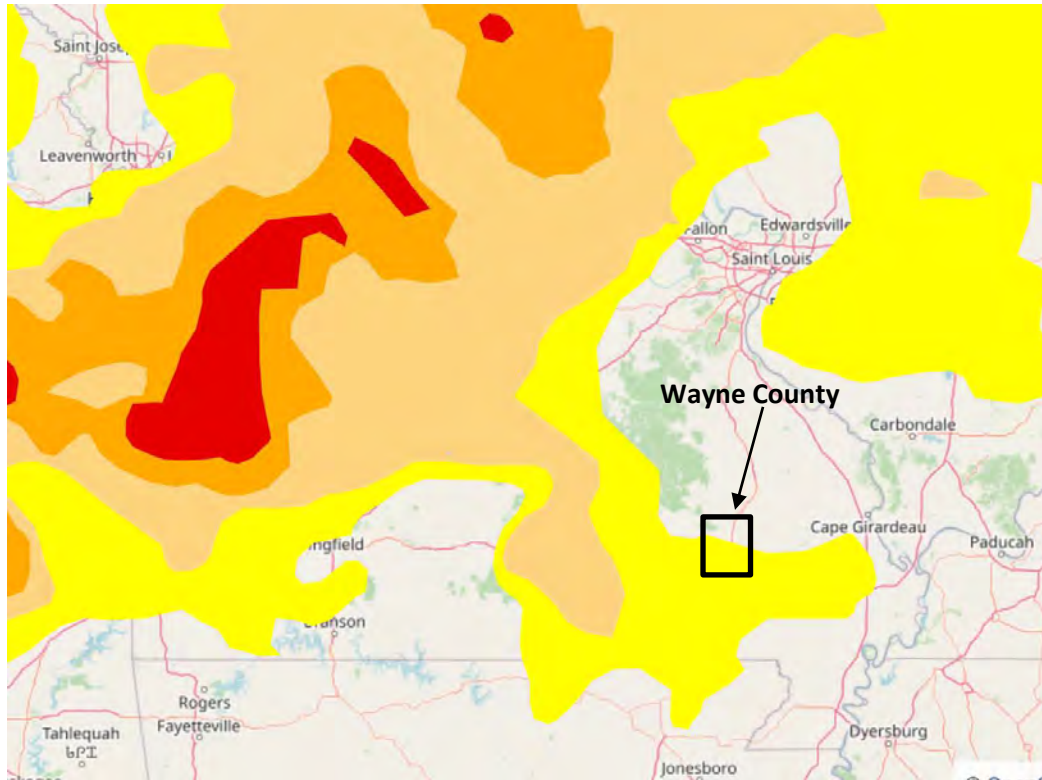 Saint Jose
Leavenworth
Fallon
Edwardsville
Saint Louis
Wayne County
Carbondale
Cape Girardeau
Paducah
ngfield
Branson
Rogers
Fayetteville
Tahlequah
ᏓᎵᏆ
Dyersburg
Jonesboro